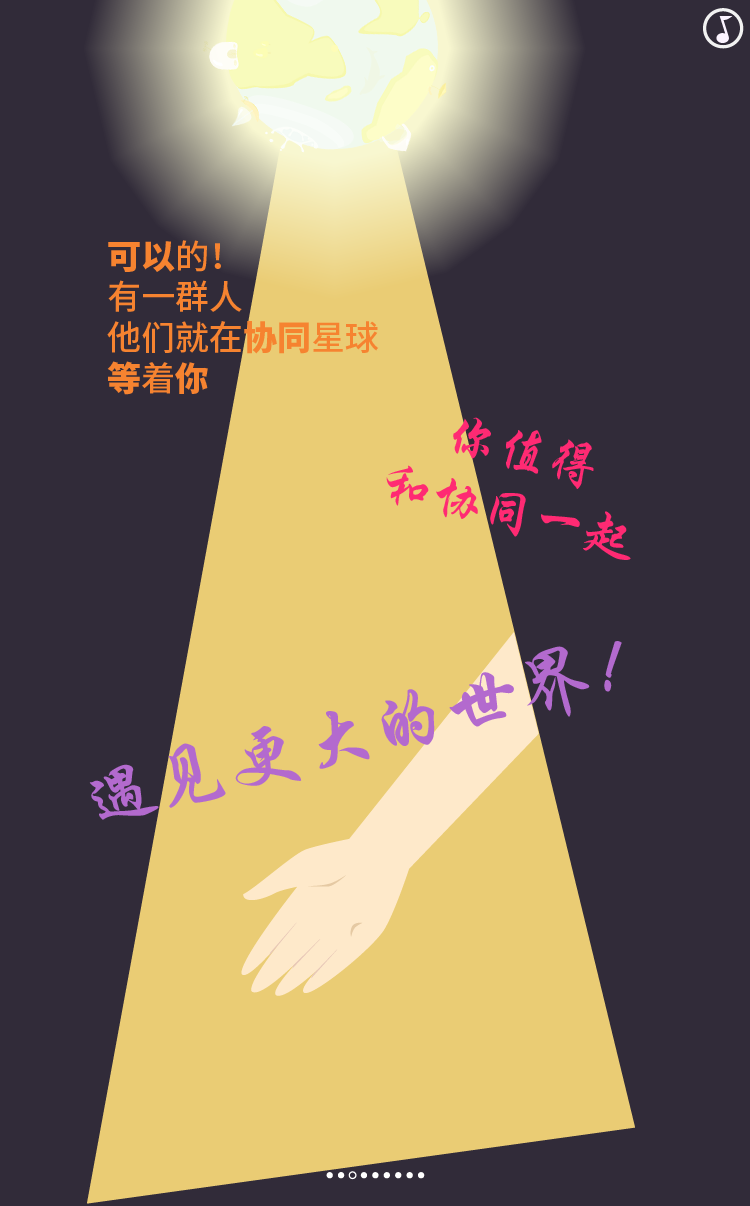 可以的！
有一群人
他们就在协同星球
等着你
你值得
和协同一起
遇见更大的世界！